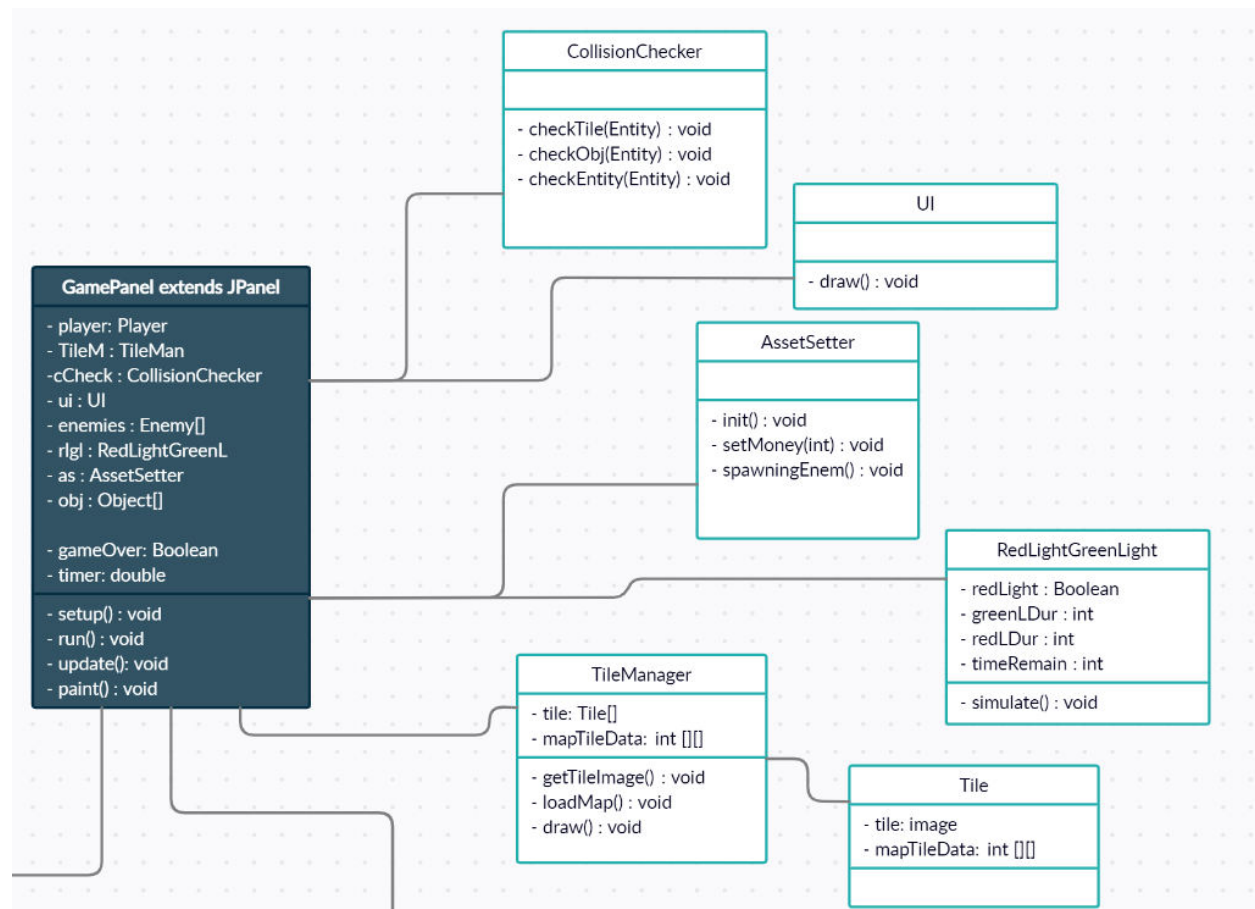 CollisionChecker
- checkTile(Entity) : void
- checkObj(Entity) : void
- checkEntity(Entity) : void
UI
- draw() : void
GamePanel extends JPanel
- player: Player
- TileM : TileMan
-cCheck : CollisionChecker
- ui : UI
- enemies : Enemy[]
- rlgl : RedLightGreenL
- as : AssetSetter
- obj : Object[]
- gameOver: Boolean
- timer: double
- setup() : void
- run() : void
- update(): void
- paint() : void
AssetSetter
- init() : void
- setMoney(int) : void
- spawningEnem() : void
RedLightGreenLight
- redLight : Boolean
- greenLDur : int
- redLDur : int
- timeRemain : int
- simulate() : void
TileManager
- tile: Tile[]
- mapTileData: int [][]
- getTileImage() : void
- loadMap() : void
- draw() : void
Tile
- tile: image
- mapTileData: int [][]